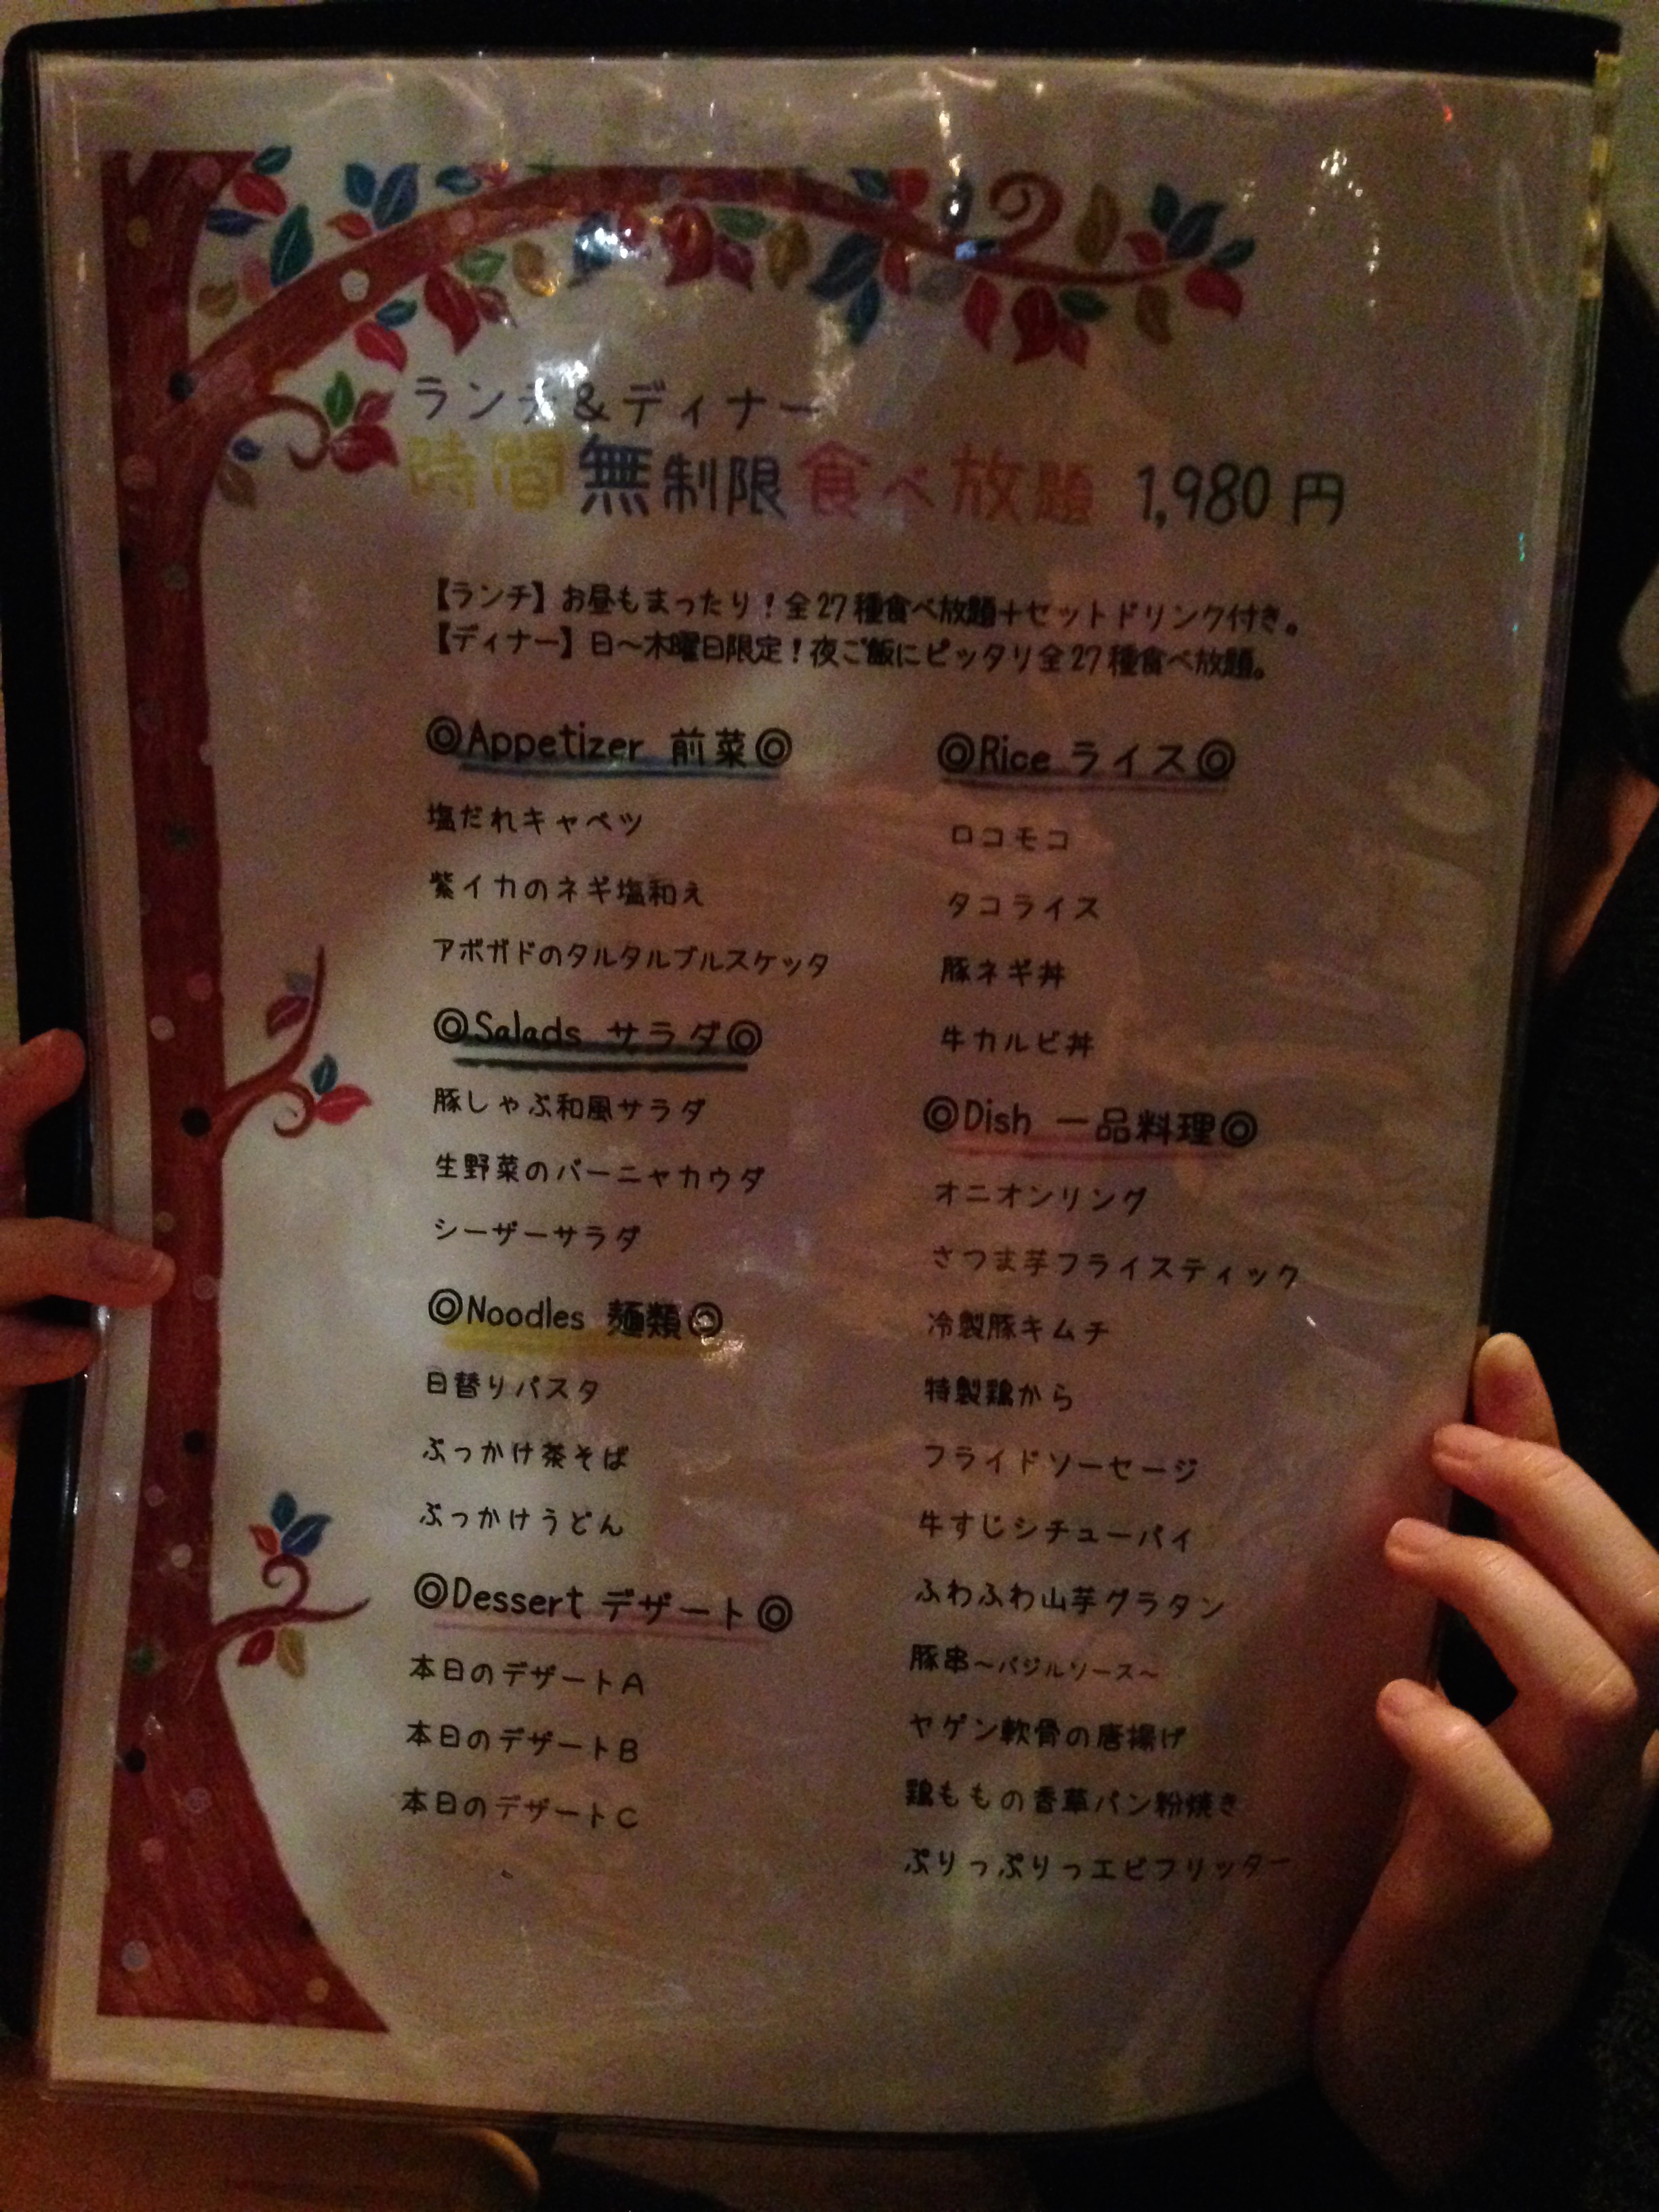 ランチ&ディナー
時間無制限食べ放題 1,980円
【ランチ】お昼もまったり！全27種食べ放題＋セットドリンク付き。
【ディナー】日～木曜日限定！夜ご飯にピッタリ全27種食べ放題。
◎Appetizer 前菜◎
塩だれキャベツ
紫イカのネギ塩和え
アボガドのタルタルブルスケッタ
◎Salads サラダ◎
豚しゃぶ和風サラダ
生野菜のバーニャカウダ
シーザーサラダ
◎Noodles 麺類◎
日替りパスタ
ぶっかけ茶そば
ぶっかけうどん
◎Dessert デザート◎
本日のデザートA
本日のデザートB
本日のデザートC
◎Rice ライス◎
ロコモコ
タコライス
豚ネギ丼
牛カルビ丼
◎Dish 一品料理◎
オニオンリング
さつま芋フライスティック
冷製豚キムチ
特製鶏から
フライドソーセージ
牛すじシチューパイ
ふわふわ山芋グラタン
豚串～バジルソース～
ヤゲン軟骨の唐揚げ
鶏ももの香草パン粉焼き
ぷりっぷりっエビフリッター